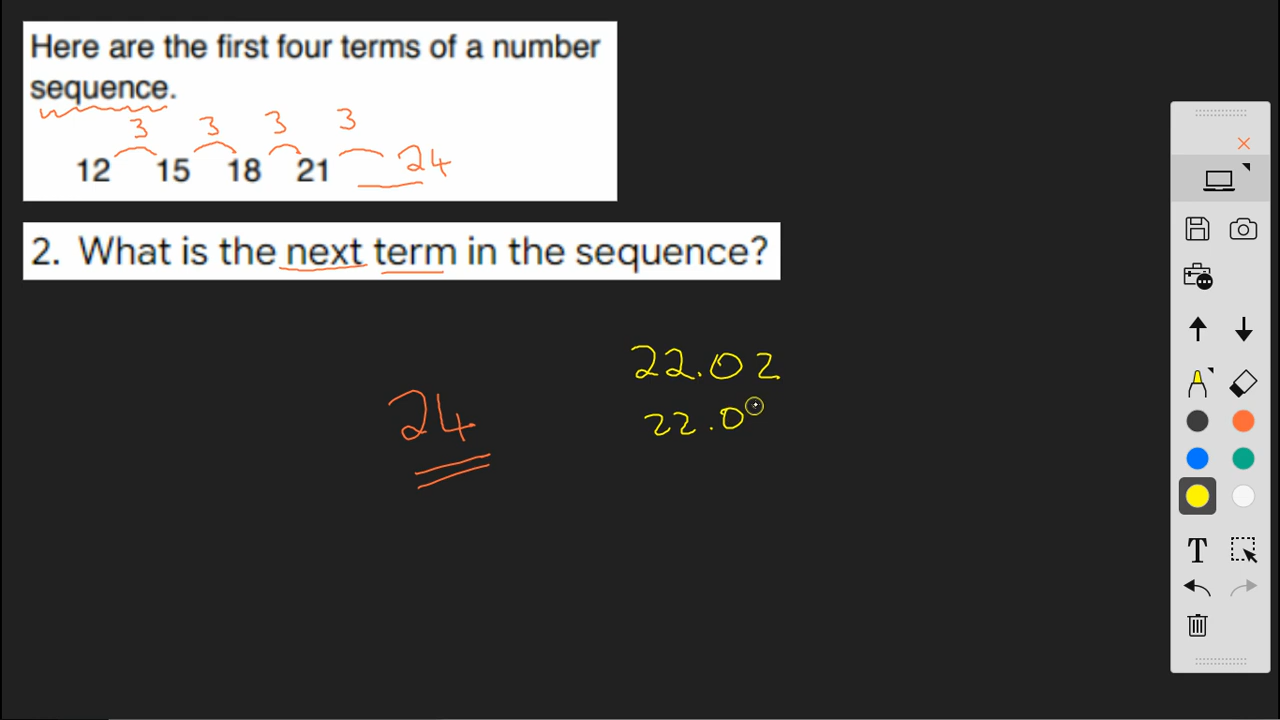 Here are the first four terms of a number
sequence.
3 3 3 3
12 15 18 21 24
2. What is the next term in the sequence?
22.02
24
22.0
T